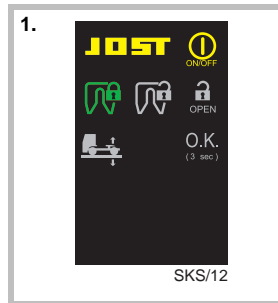 1.
JOST
ON/OFF
OPEN
O.K.
(3 sec)
SKS/12